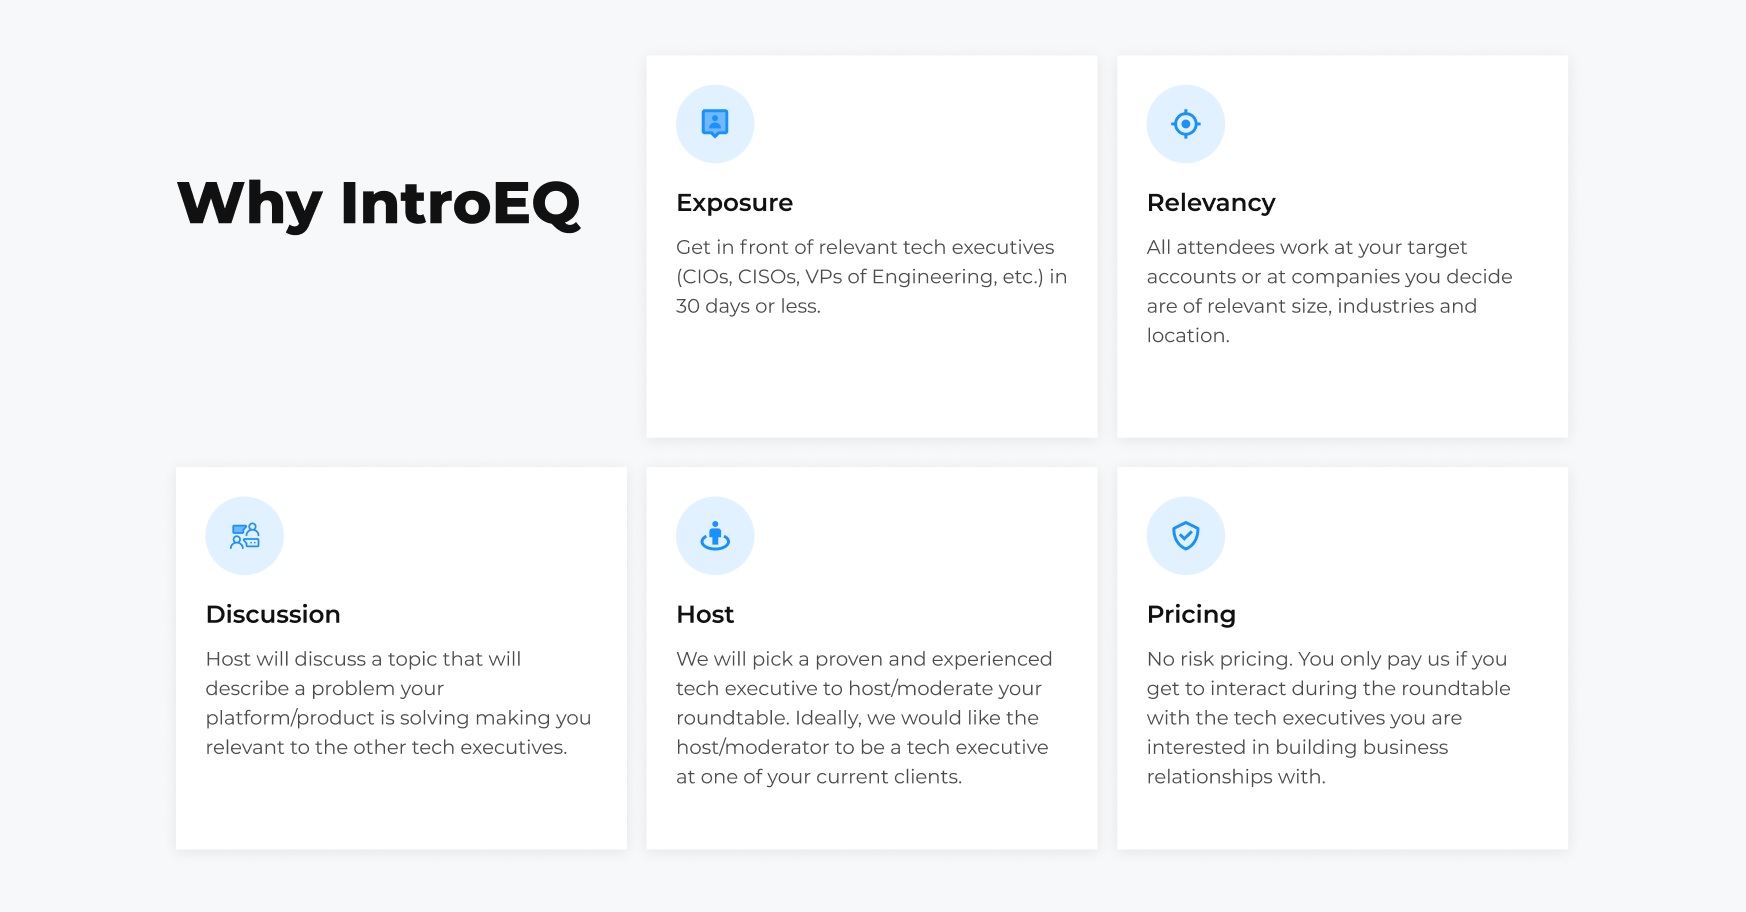 Why IntroEQ
Exposure
Get in front of relevant tech executives
(CIOs, CISOs, VPs of Engineering, etc.) in
30 days or less.
Relevancy
All attendees work at your target
accounts or at companies you decide
are of relevant size, industries and
location.
Discussion
Host will discuss a topic that will
describe a problem your
platform/product is solving making you
relevant to the other tech executives.
Host
We will pick a proven and experienced
tech executive to host/moderate your
roundtable. Ideally, we would like the
host/moderator to be a tech executive
at one of your current clients.
Pricing
No risk pricing. You only pay us if you
get to interact during the roundtable
with the tech executives you are
interested in building business
relationships with.